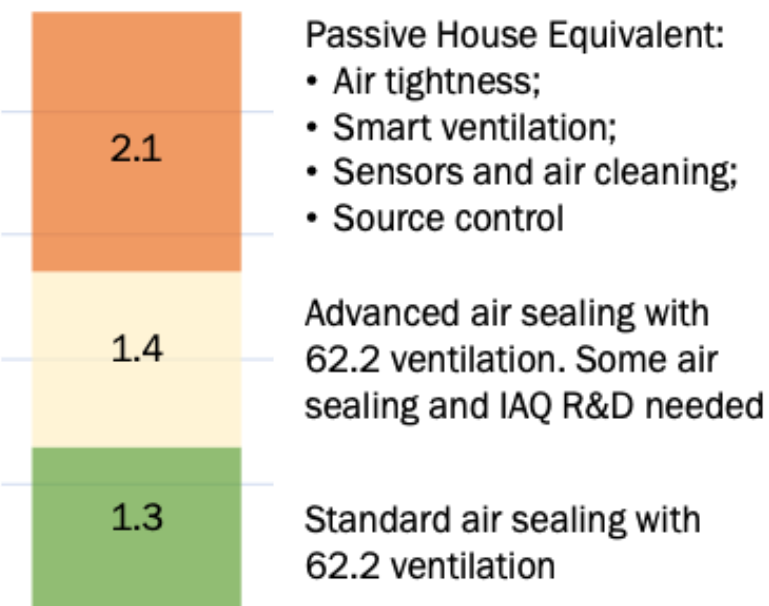 2.1
Passive House Equivalent:
• Air tightness;
• Smart ventilation;
• Sensors and air cleaning;
• Source control
1.4
Advanced air sealing with
62.2 ventilation. Some air
sealing and IAQ R&D needed
1.3
Standard air sealing with
62.2 ventilation